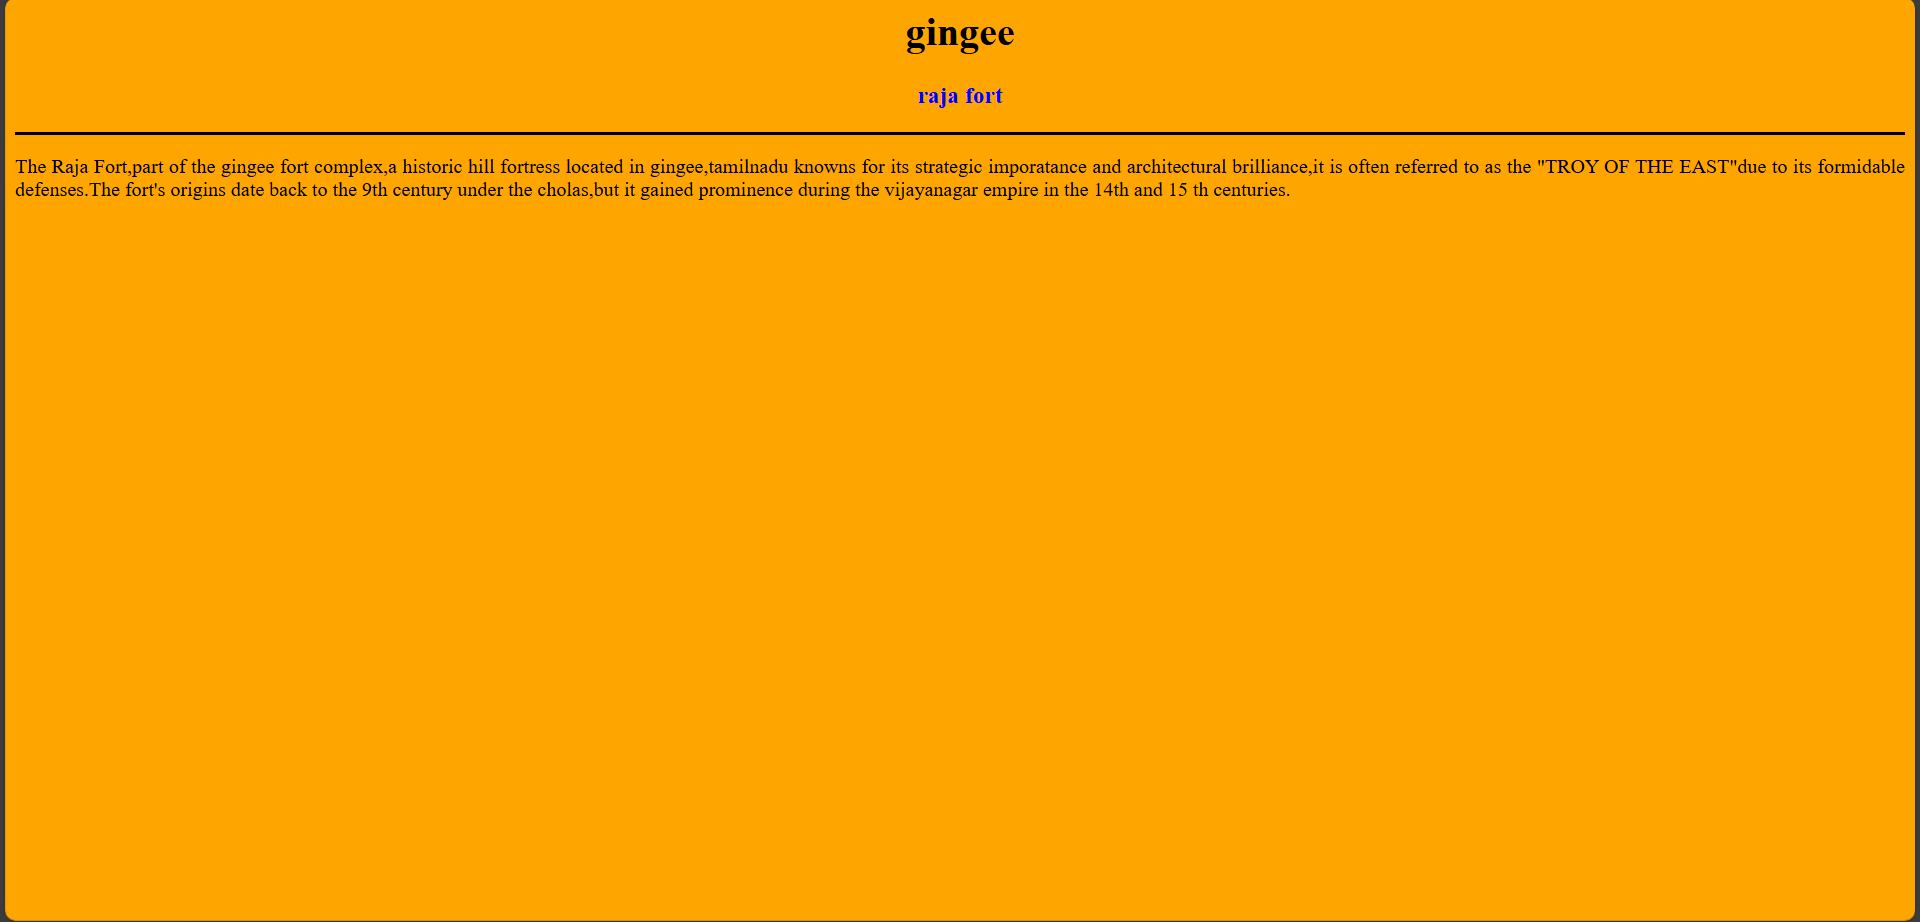 gingee
raja fort
The Raja Fort,part of the gingee fort complex,a historic hill fortress located in gingee,tamilnadu knowns for its strategic imporatance and architectural brilliance,it is often referred to as the "TROY OF THE EAST"due to its formidable
defenses.The fort's origins date back to the 9th century under the cholas,but it gained prominence during the vijayanagar empire in the 14th and 15 th centuries.